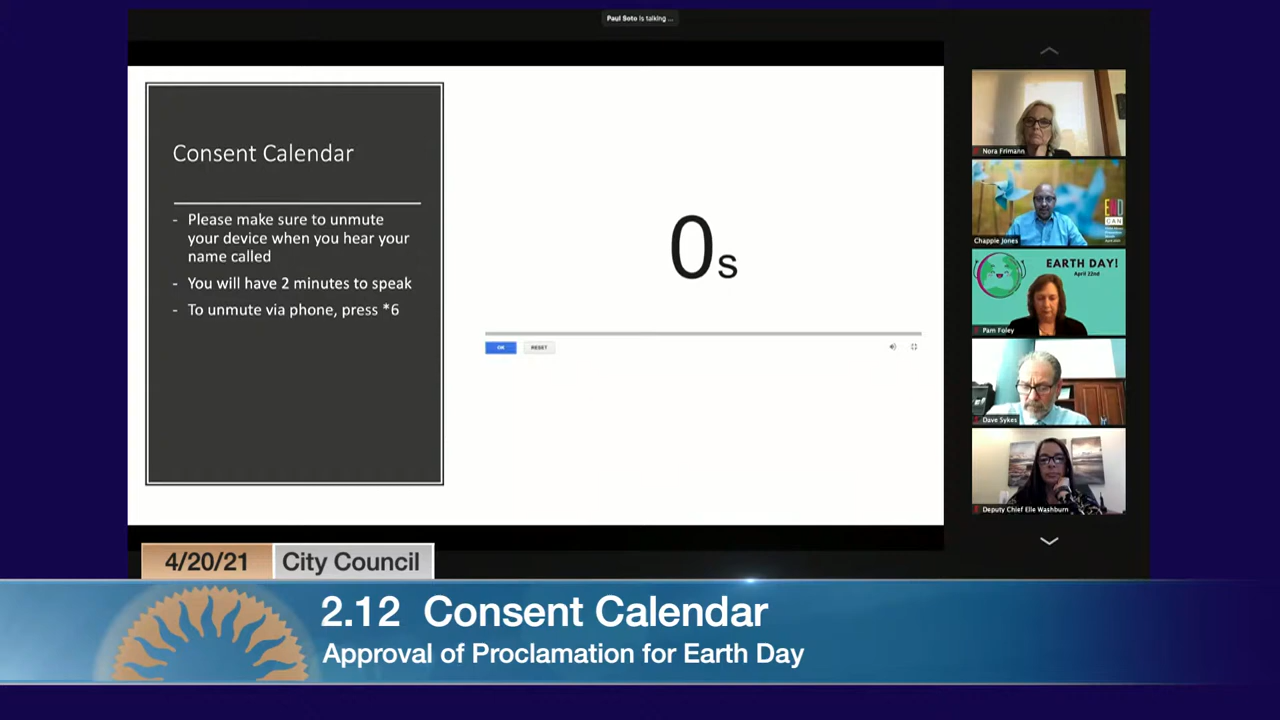 Paul Soto is talking ...
Consent Calendar
- Please make sure to unmute
your device when you hear your
name called
- You will have 2 minutes to speak
- To unmute via phone, press *6
0s
OK
RESET
Nora Frimann
END
CAN
Chappie Jones
EARTH DAY!
April 22nd
Pam Foley
Dave Sykes
Deputy Chief Elle Washburn
4/20/21
City Council
2.12 Consent Calendar
Approval of Proclamation for Earth Day